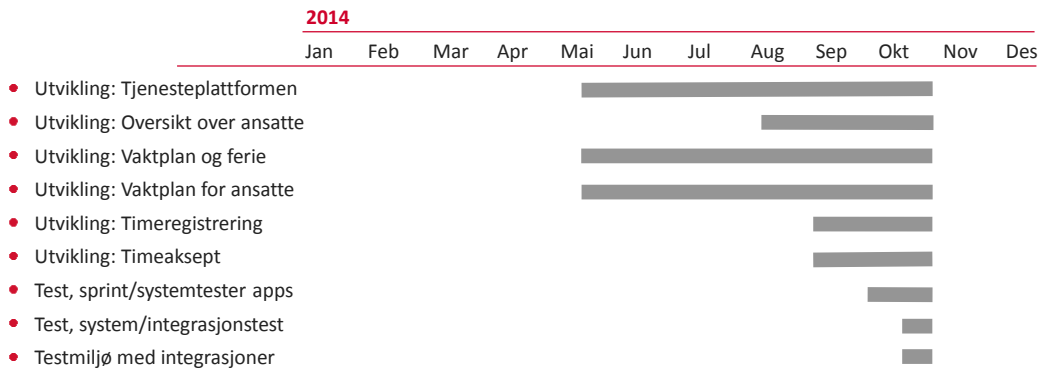 2014
Jan Feb Mar Apr Mai Jun Jul Aug Sep Okt Nov Des
Utvikling: Tjenesteplattformen
Utvikling: Oversikt over ansatte
Utvikling: Vaktplan og ferie
Utvikling: Vaktplan for ansatte
Utvikling: Timeregistrering
Utvikling: Timeaksept
Test, sprint/systemtester apps
Test, system/integrasjonstest
Testmiljø med integrasjoner